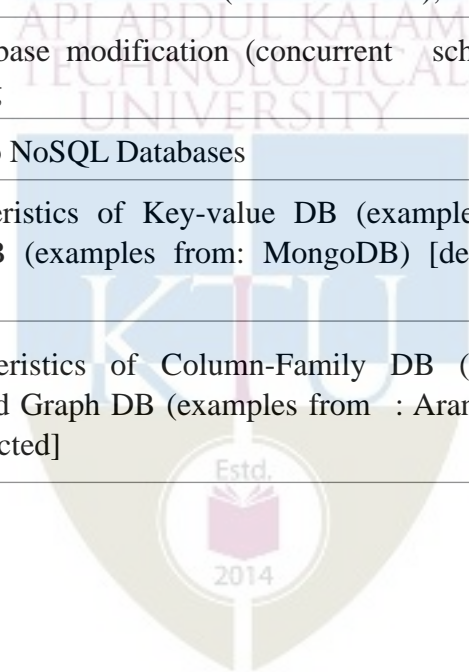 API ABDUL KALAM
TECHNOLOGICAL
UNIVERSITY
base modification (concurrent sch
NoSQL Databases
eristics of Key-value DB (example
B (examples from: MongoDB) [de
KTU
eristics of Column-Family DB (
d Graph DB (examples from : Aran
cted]
Estd.
2014